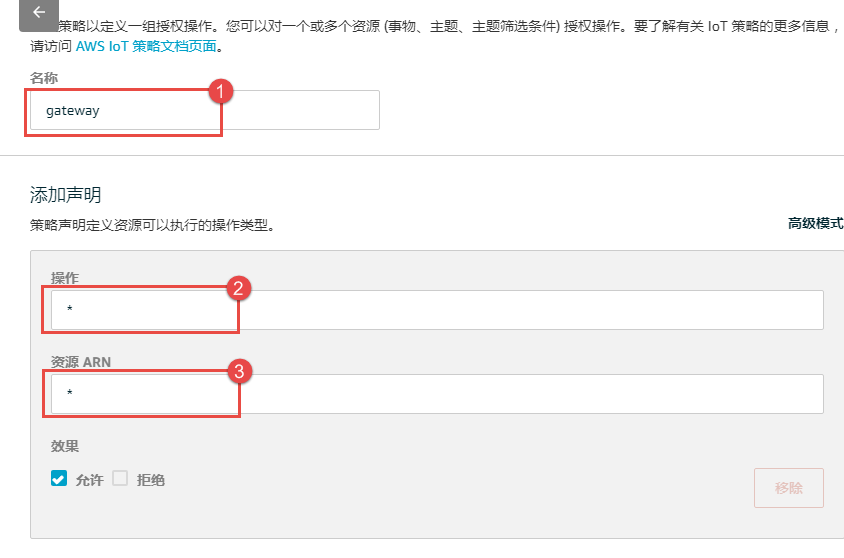 策略以定义一组授权操作。您可以对一个或多个资源 (事物、主题、主题筛选条件) 授权操作。要了解有关 IoT 策略的更多信息，
请访问 AWS IoT 策略文档页面。
名称
1
gateway
添加声明
策略声明定义资源可以执行的操作类型。
高级模式
操作
2
*
资源 ARN
3
*
效果
允许 拒绝
移除